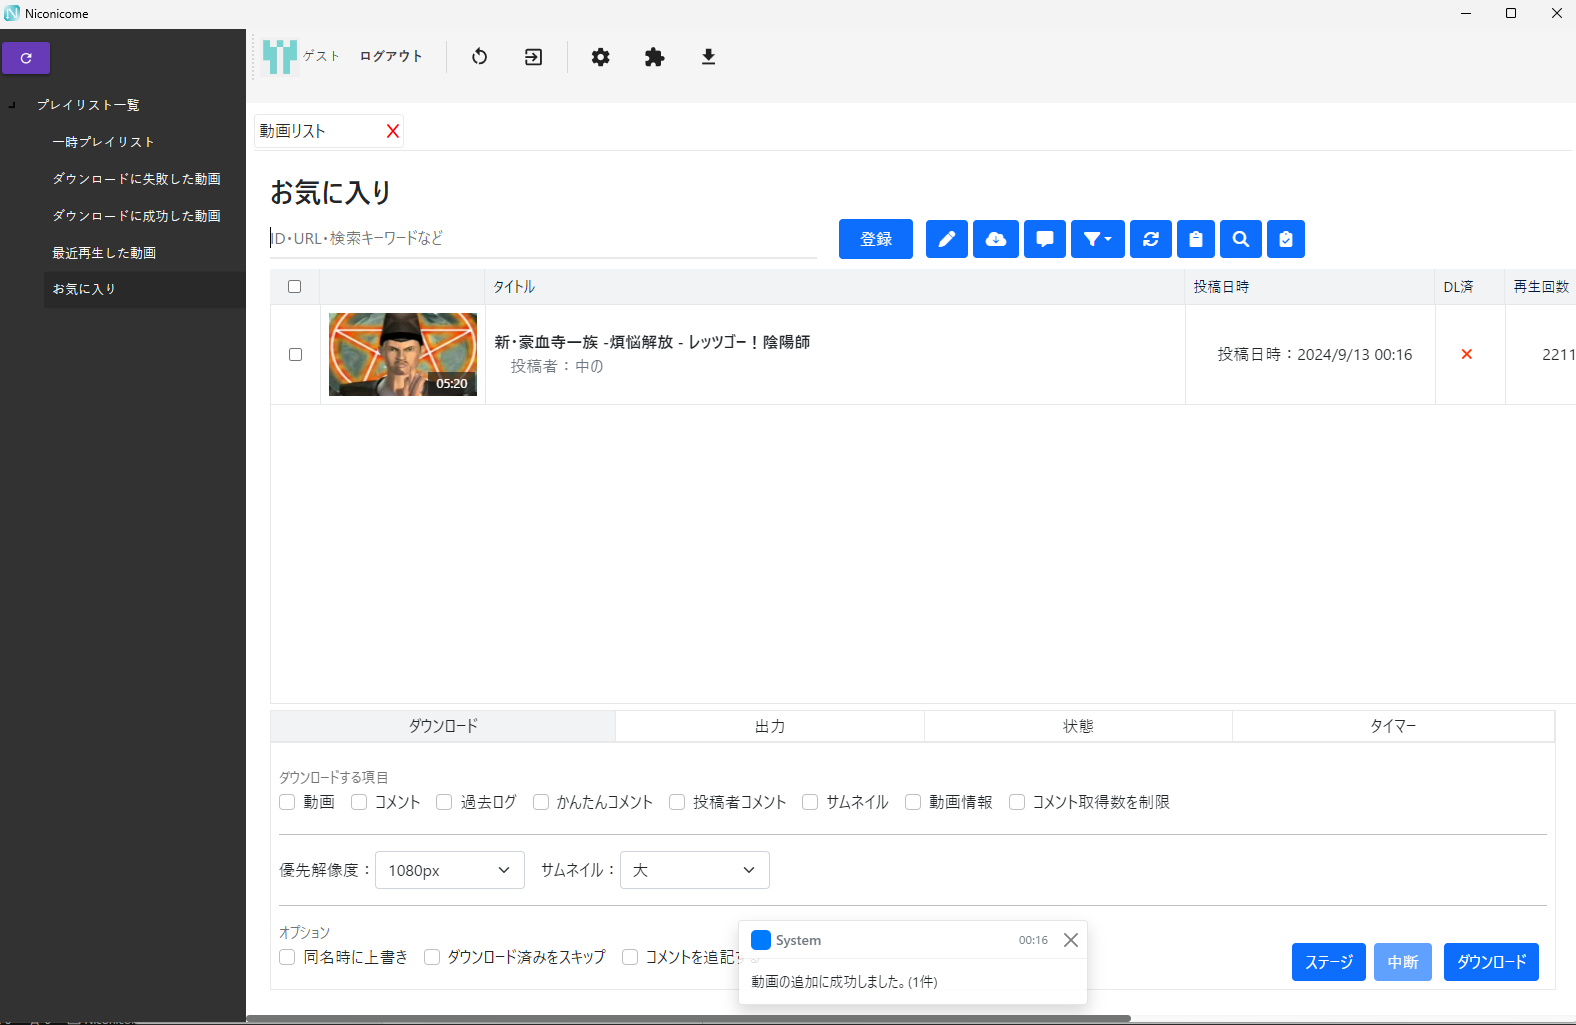 Niconicome
ゲスト
ログアウト
プレイリスト一覧
一時プレイリスト
ダウンロードに失敗した動画
ダウンロードに成功した動画
最近再生した動画
お気に入り
動画リスト
お気に入り
ID・URL・検索キーワードなど
登録
タイトル
投稿日時
DL済
再生回数
05:20
新・豪血寺一族 -煩悩解放 - レッツゴー！陰陽師
投稿者：中の
投稿日時：2024/9/13 00:16
2211
ダウンロード
出力
状態
タイマー
ダウンロードする項目
動画
コメント
過去ログ
かんたんコメント
投稿者コメント
サムネイル
動画情報
コメント取得数を制限
優先解像度：
1080px
サムネイル：
大
オプション
同名時に上書き
ダウンロード済みをスキップ
コメントを追記する
System
00:16
動画の追加に成功しました。(1件)
ステージ
中断
ダウンロード